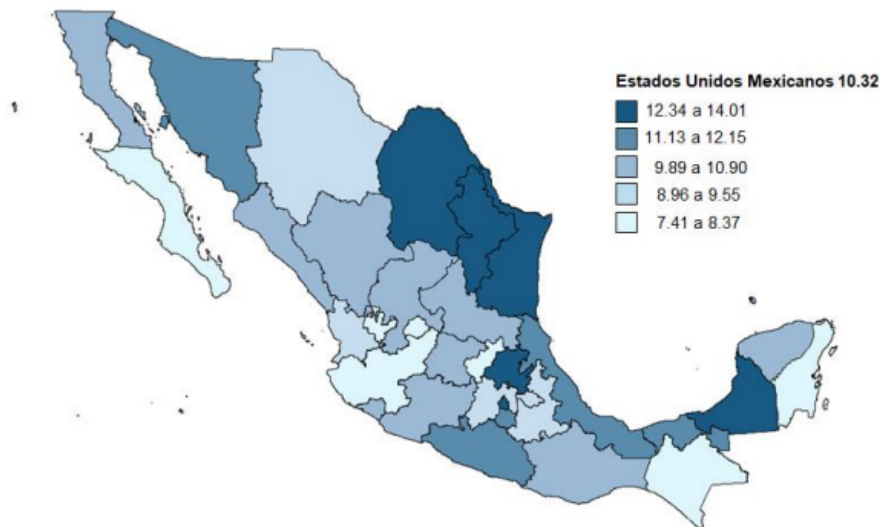 Estados Unidos Mexicanos 10.32
12.34 a 14.01
11.13 a 12.15
9.89 a 10.90
8.96 a 9.55
7.41 a 8.37